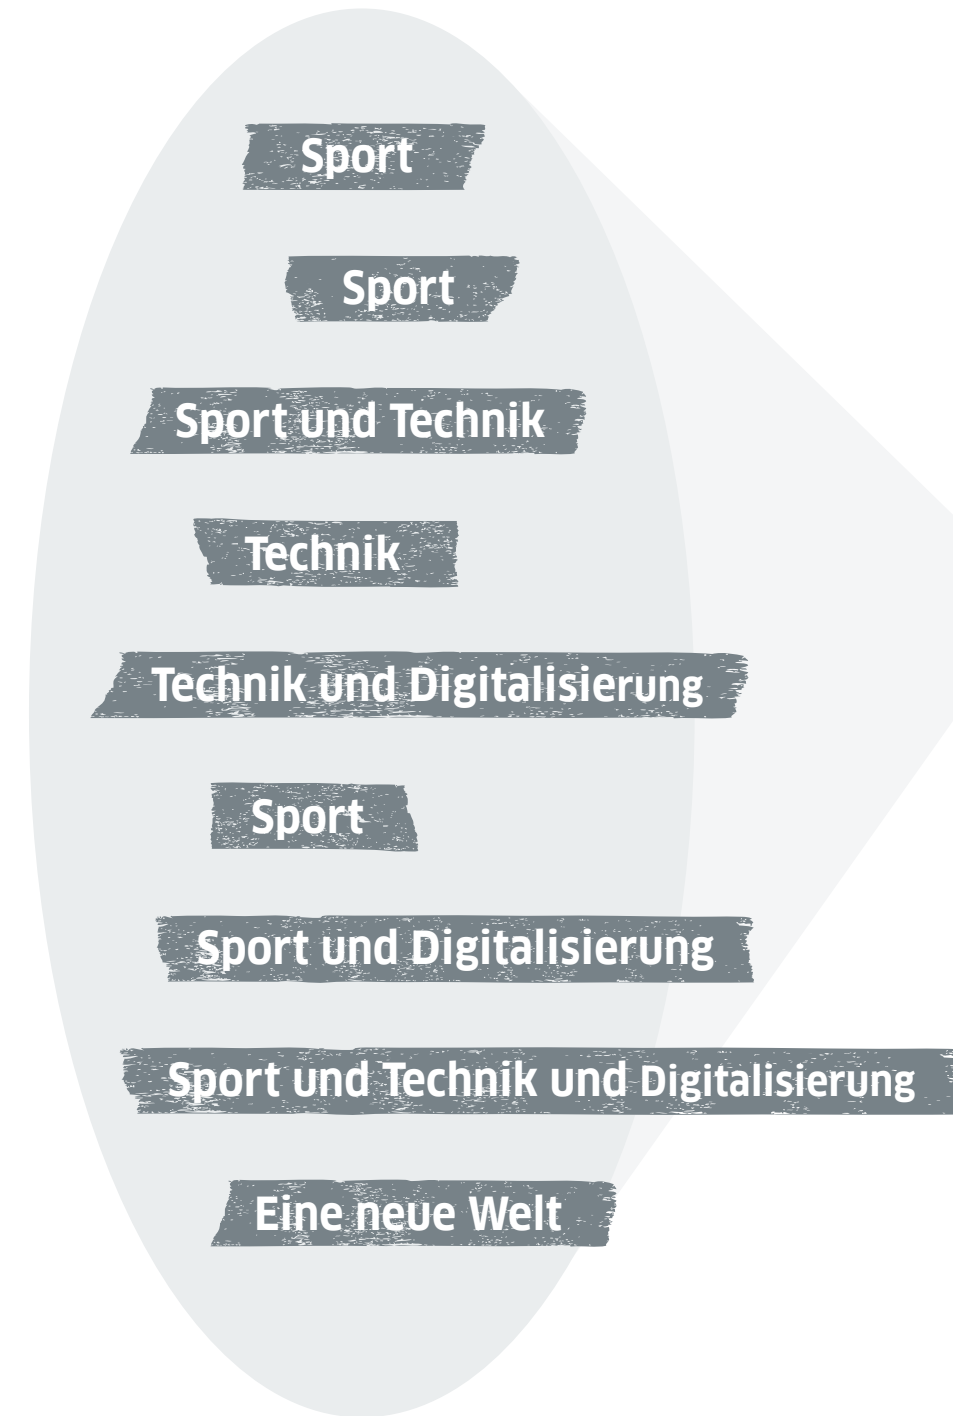 Sport
Sport
Sport und Technik
Technik
Technik und Digitalisierung
Sport
Sport und Digitalisierung
Sport und Technik und Digitalisierung
Eine neue Welt